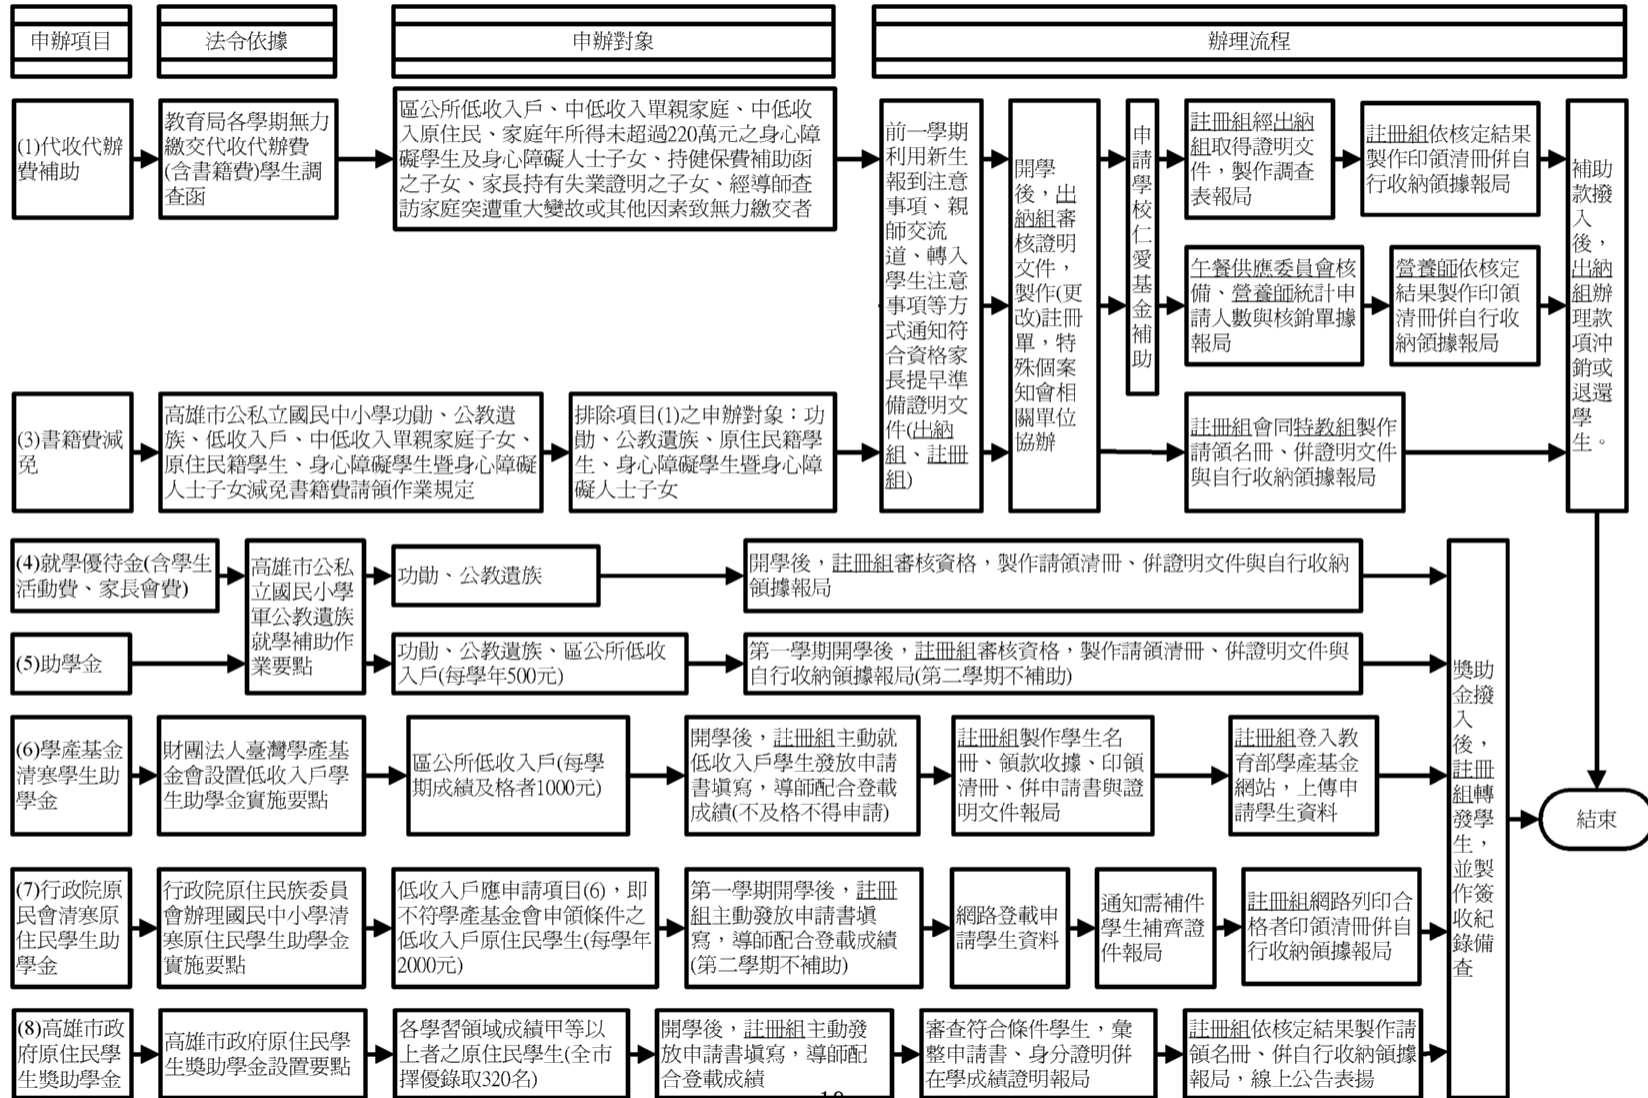 申辦項目
法令依據
申辦對象
辦理流程
(1)代收代辦
費補助
教育局各學期無力
繳交代收代辦費
(含書籍費)學生調
查函
區公所低收入戶、中低收入單親家庭、中低收
入原住民、家庭年所得未超過220萬元之身心障
礙學生及身心障礙人士子女、持健保費補助函
之子女、家長持有失業證明之子女、經導師查
訪家庭突遭重大變故或其他因素致無力繳交者
前一學期
利用新生
報到注意
事項、親
師交流
道、轉入
學生注意
事項等方
式通知符
合資格家
長提早準
備證明文
件(出納
組、註冊
組)
開學
後，出
納組審
核證明
文件，
製作(更
改)註冊
單，特
殊個案
知會相
關單位
協辦
申
請
學
校
仁
愛
基
金
補
助
註冊組經出納
組取得證明文
件，製作調查
表報局
註冊組依核定結果
製作印領清冊併自
行收納領據報局
午餐供應委員會核
備、營養師統計申
請人數與核銷單據
報局
營養師依核定
結果製作印領
清冊併自行收
納領據報局
補助
款撥
入
後，
出納
組辦
理款
項沖
銷或
退還
學
生。
(3)書籍費減
免
高雄市公私立國民中小學功勛、公教遺
族、低收入戶、中低收入單親家庭子女、
原住民籍學生、身心障礙學生暨身心障礙
人士子女減免書籍費請領作業規定
排除項目(1)之申辦對象：功
勛、公教遺族、原住民籍學
生、身心障礙學生暨身心障
礙人士子女
註冊組會同特教組製作
請領名冊、併證明文件
與自行收納領據報局
(4)就學優待金(含學生
活動費、家長會費)
高雄市公私
立國民小學
軍公教遺族
就學補助作
業要點
功勛、公教遺族
開學後，註冊組審核資格，製作請領清冊、併證明文件與自行收納
領據報局
(5)助學金
功勛、公教遺族、區公所低收
入戶(每學年500元)
第一學期開學後，註冊組審核資格，製作請領清冊、併證明文件與
自行收納領據報局(第二學期不補助)
獎助
金撥
入
後，
註冊
組轉
發學
生，
並製
作簽
收紀
錄備
查
(6)學產基金
清寒學生助
學金
財團法人臺灣學產基
金會設置低收入戶學
生助學金實施要點
區公所低收入戶(每學
期成績及格者1000元)
開學後，註冊組主動就
低收入戶學生發放申請
書填寫，導師配合登載
成績(不及格不得申請)
註冊組製作學生名
冊、領款收據、印領
清冊、併申請書與證
明文件報局
註冊組登入教
育部學產基金
網站，上傳申
請學生資料
結束
(7)行政院原
民會清寒原
住民學生助
學金
行政院原住民族委員
會辦理國民中小學清
寒原住民學生助學金
實施要點
低收入戶應申請項目(6)，即
不符學產基金會申領條件之
低收入戶原住民學生(每學年
2000元)
第一學期開學後，註冊
組主動發放申請書填
寫，導師配合登載成績
(第二學期不補助)
網路登載申
請學生資料
通知需補件
學生補齊證
件報局
註冊組網路列印合
格者印領清冊併自
行收納領據報局
(8)高雄市政
府原住民學
生獎助學金
高雄市政府原住民學
生獎助學金設置要點
各學習領域成績甲等以
上者之原住民學生(全市
擇優錄取320名)
開學後，註冊組主動發
放申請書填寫，導師配
合登載成績
審查符合條件學生，彙
整申請書、身分證明併
在學成績證明報局
註冊組依核定結果製作請
領名冊、併自行收納領據
報局，線上公告表揚